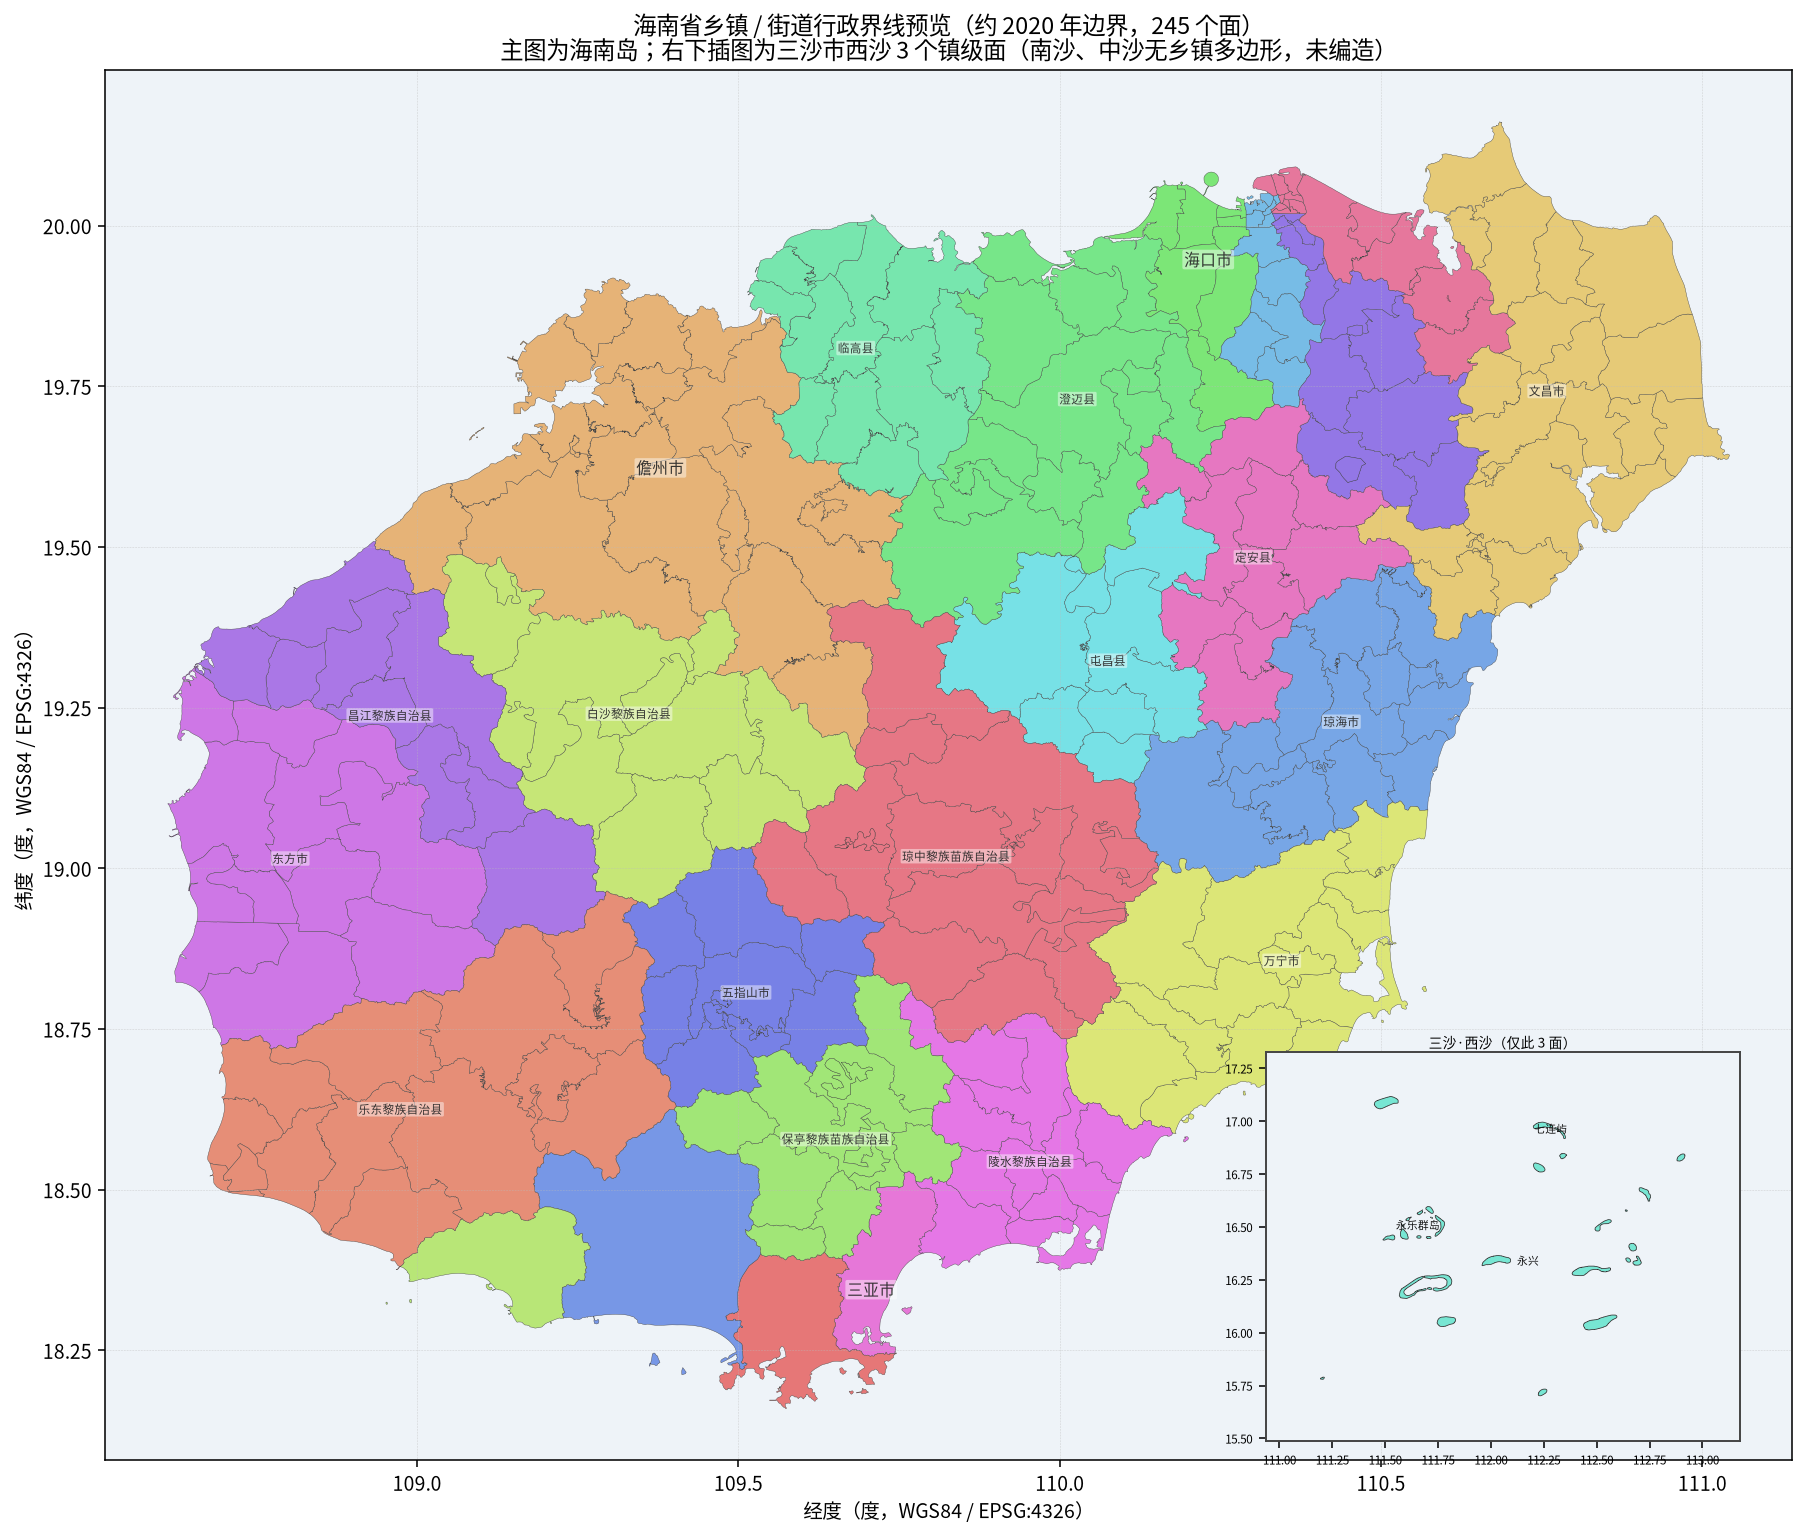 海南省乡镇 / 街道行政界线预览（约 2020 年边界，245 个面）
主图为海南岛；右下插图为三沙市西沙 3 个镇级面（南沙、中沙无乡镇多边形，未编造）
纬度（度，WGS84 / EPSG:4326）
20.00
19.75
19.50
19.25
19.00
18.75
18.50
18.25
海口市
临高县
文昌市
澄迈县
儋州市
定安县
屯昌县
昌江黎族自治县
白沙黎族自治县
琼海市
东方市
琼中黎族苗族自治县
万宁市
五指山市
乐东黎族自治县
保亭黎族苗族自治县
陵水黎族自治县
三亚市
三沙·西沙（仅此 3 面）
17.25
17.00
16.75
16.50
16.25
16.00
15.75
15.50
七连屿
永乐群岛
永兴
111.00 111.25 111.50 111.75 112.00 112.25 112.50 112.75 113.00
109.0 109.5 110.0 110.5 111.0
经度（度，WGS84 / EPSG:4326）